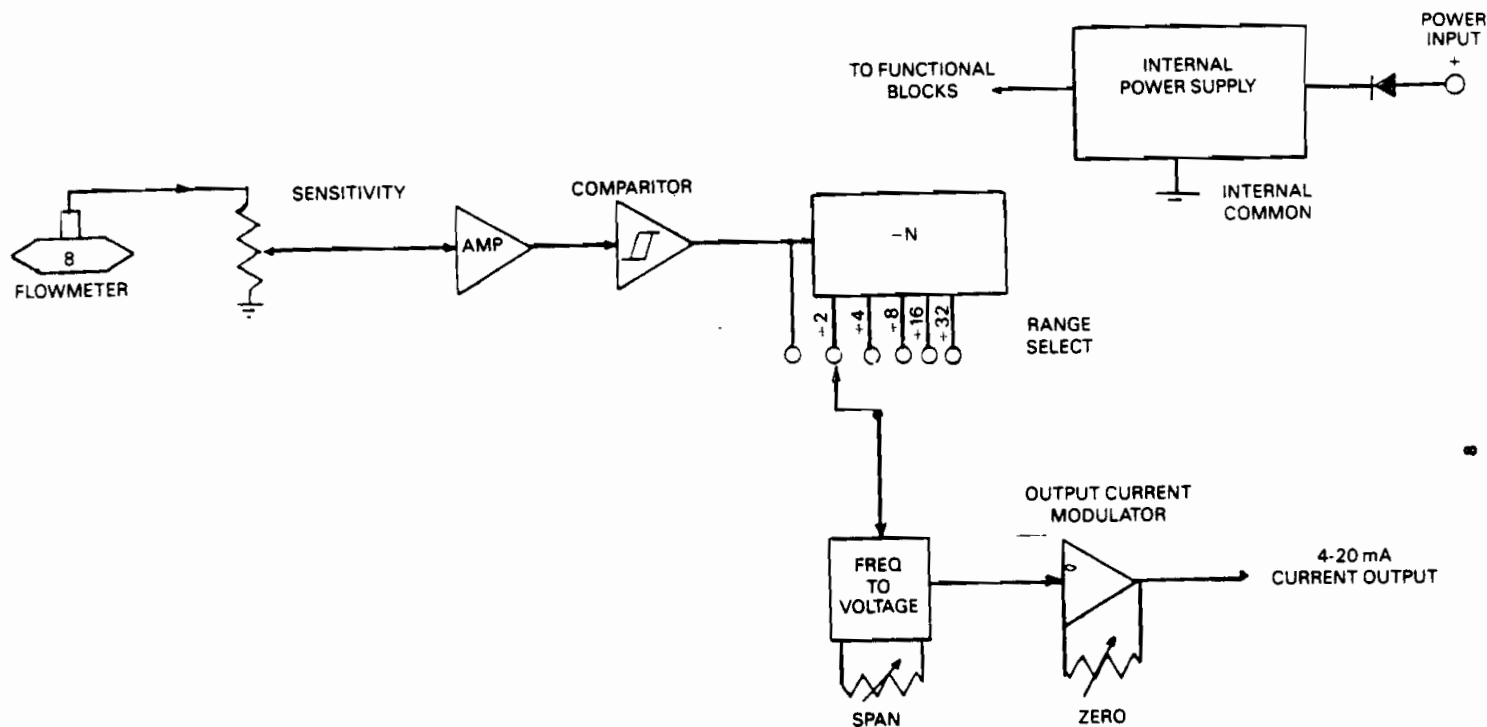 POWER
INPUT
+
INTERNAL
POWER SUPPLY
TO FUNCTIONAL
BLOCKS
INTERNAL
COMMON
SENSITIVITY
COMPARITOR
AMP
-N
8
FLOWMETER
+2
+4
+8
+16
+32
RANGE
SELECT
8
OUTPUT CURRENT
MODULATOR
FREQ
TO
VOLTAGE
4-20 mA
CURRENT OUTPUT
SPAN
ZERO